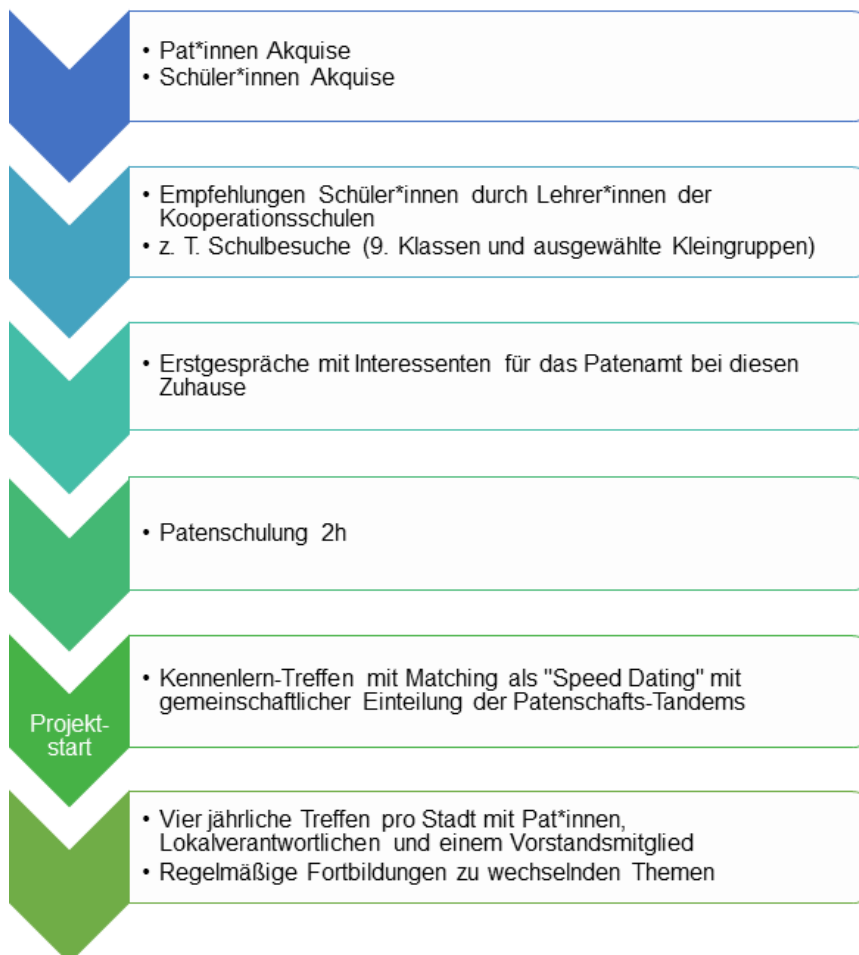 • Pat*innen Akquise
• Schüler*innen Akquise
• Empfehlungen Schüler*innen durch Lehrer*innen der
Kooperationsschulen
• z. T. Schulbesuche (9. Klassen und ausgewählte Kleingruppen)
• Erstgespräche mit Interessenten für das Patenamt bei diesen
Zuhause
• Patenschulung 2h
Projekt-
start
• Kennenlern-Treffen mit Matching als "Speed Dating" mit
gemeinschaftlicher Einteilung der Patenschafts-Tandems
• Vier jährliche Treffen pro Stadt mit Pat*innen,
Lokalverantwortlichen und einem Vorstandsmitglied
• Regelmäßige Fortbildungen zu wechselnden Themen